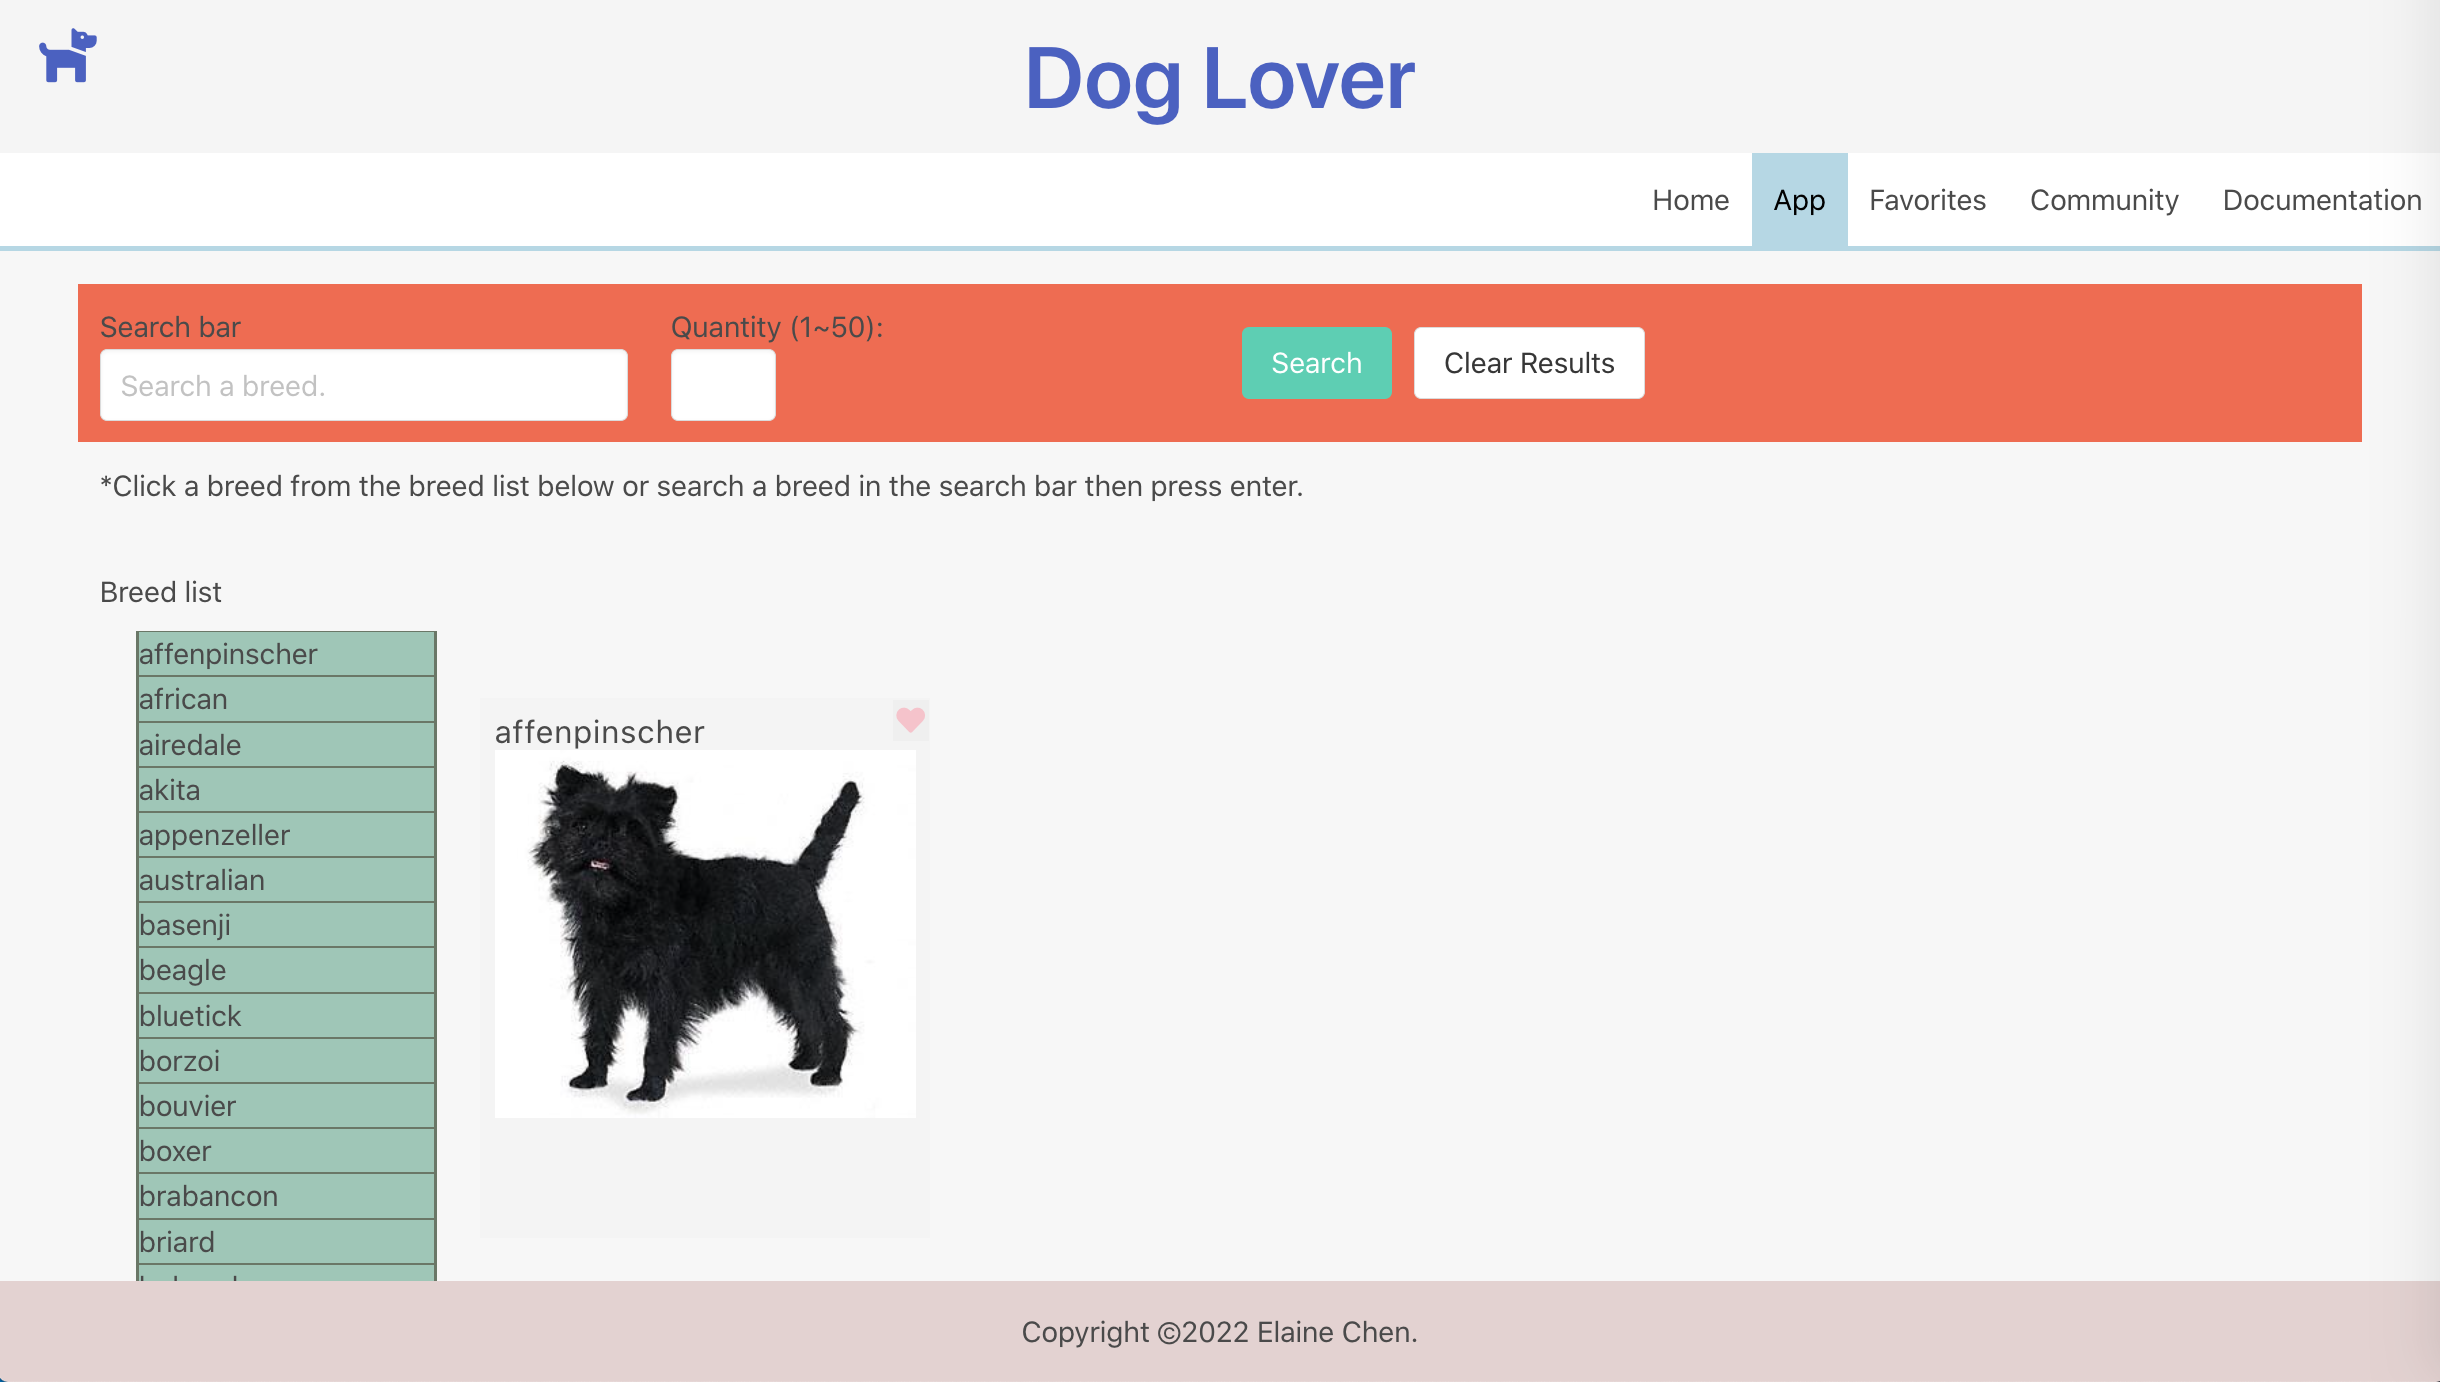 Dog Lover
Home App Favorites Community Documentation
Search bar
Quantity (1~50):
Search a breed.
Search
Clear Results
*Click a breed from the breed list below or search a breed in the search bar then press enter.
Breed list
affenpinscher
african
airedale
akita
appenzeller
australian
basenji
beagle
bluetick
borzoi
bouvier
boxer
brabancon
briard
affenpinscher
Copyright ©2022 Elaine Chen.